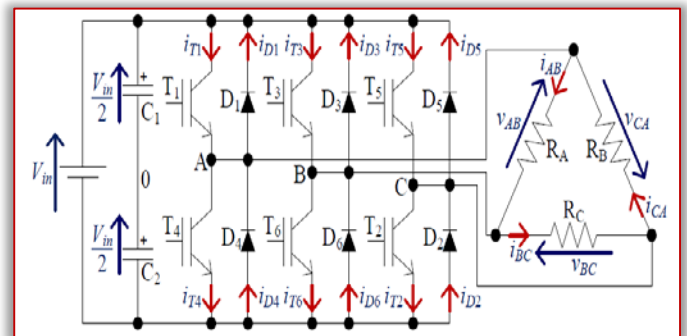 iT1 iD1 iT3 iD3 iT5 iD5
Vin/2 + C1 T1 D1 T3 D3 T5 D5
iAB vAB RA RB vCA
Vin 0 A B C
RC iCA
iBC vBC
Vin/2 + C2 T4 D4 T6 D6 T2 D2
iT4 iD4 iT6 iD6 iT2 iD2